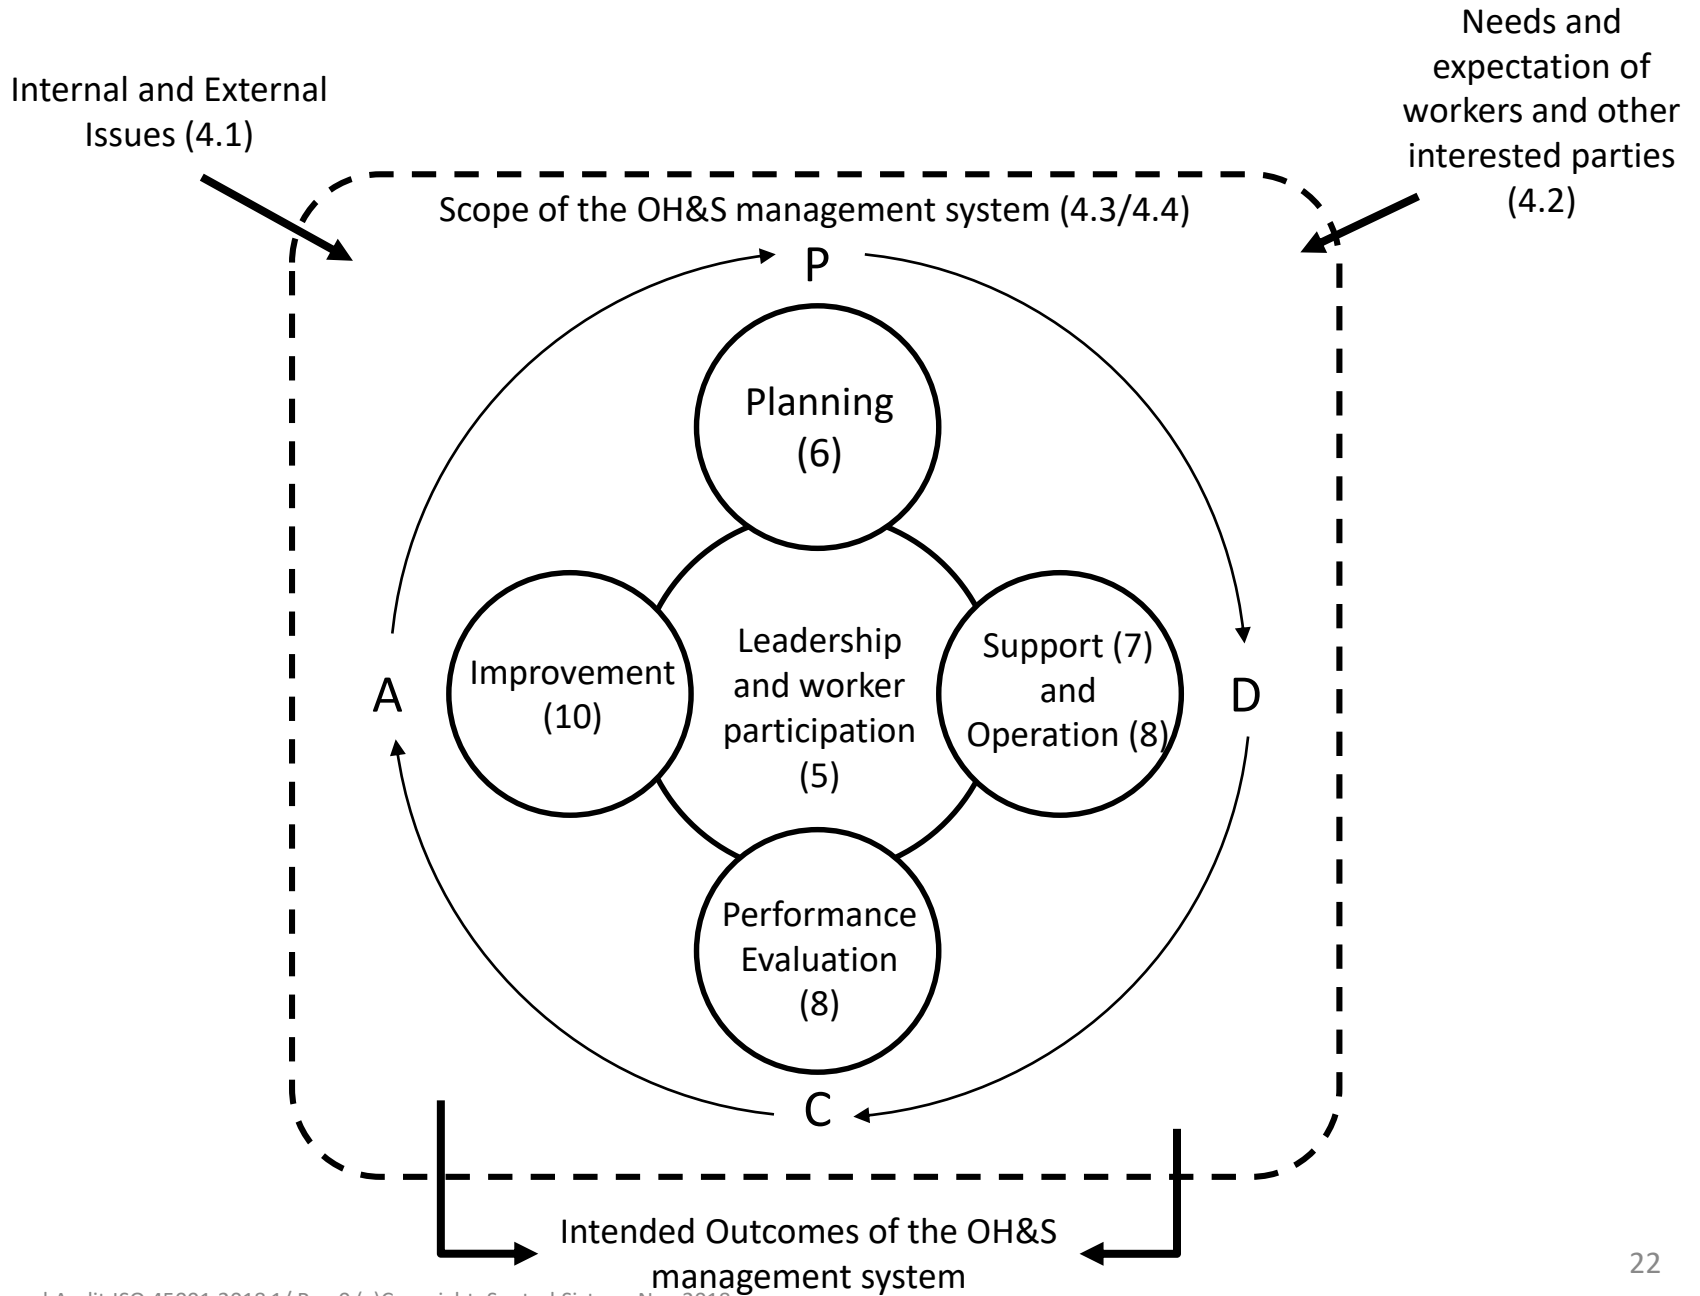 Needs and
expectation of
workers and other
interested parties
(4.2)
Internal and External
Issues (4.1)
Scope of the OH&S management system (4.3/4.4)
P
Planning
(6)
Leadership
and worker
participation
(5)
Support (7)
and
Operation (8)
D
A
Improvement
(10)
Performance
Evaluation
(8)
C
Intended Outcomes of the OH&S
management system
22